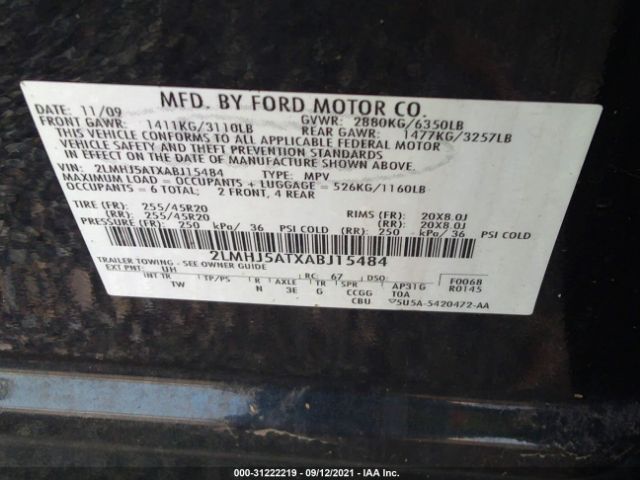 MFD. BY FORD MOTOR CO.
DATE: 11/09 GVWR: 2880KG/6350LB
FRONT GAWR: 1411KG/3110LB REAR GAWR: 1477KG/3257LB
THIS VEHICLE CONFORMS TO ALL APPLICABLE FEDERAL MOTOR
VEHICLE SAFETY AND THEFT PREVENTION STANDARDS
IN EFFECT ON THE DATE OF MANUFACTURE SHOWN ABOVE.
VIN: 2LMHJ5ATXABJ15484 TYPE: MPV
MAXIMUM LOAD = OCCUPANTS + LUGGAGE = 526KG/1160LB
OCCUPANTS = 6 TOTAL; 2 FRONT, 4 REAR
TIRE (FR): 255/45R20 RIMS (FR): 20X8.0J
(RR): 255/45R20 (RR): 20X8.0J
PRESSURE (FR): 250 kPa/ 36 PSI COLD (RR): 250 kPa/ 36 PSI COLD
2LMHJ5ATXABJ15484
TRAILER TOWING - SEE OWNER GUIDE
EXT PNT: UH RC: 67 DSO: F0068
INT TR TP/PS R AXLE TR SPR AP31G R0145
TW N 3E G CCGG TOA
CBU 5U5A-5420472-AA
000-31222219 - 09/12/2021 - IAA Inc.